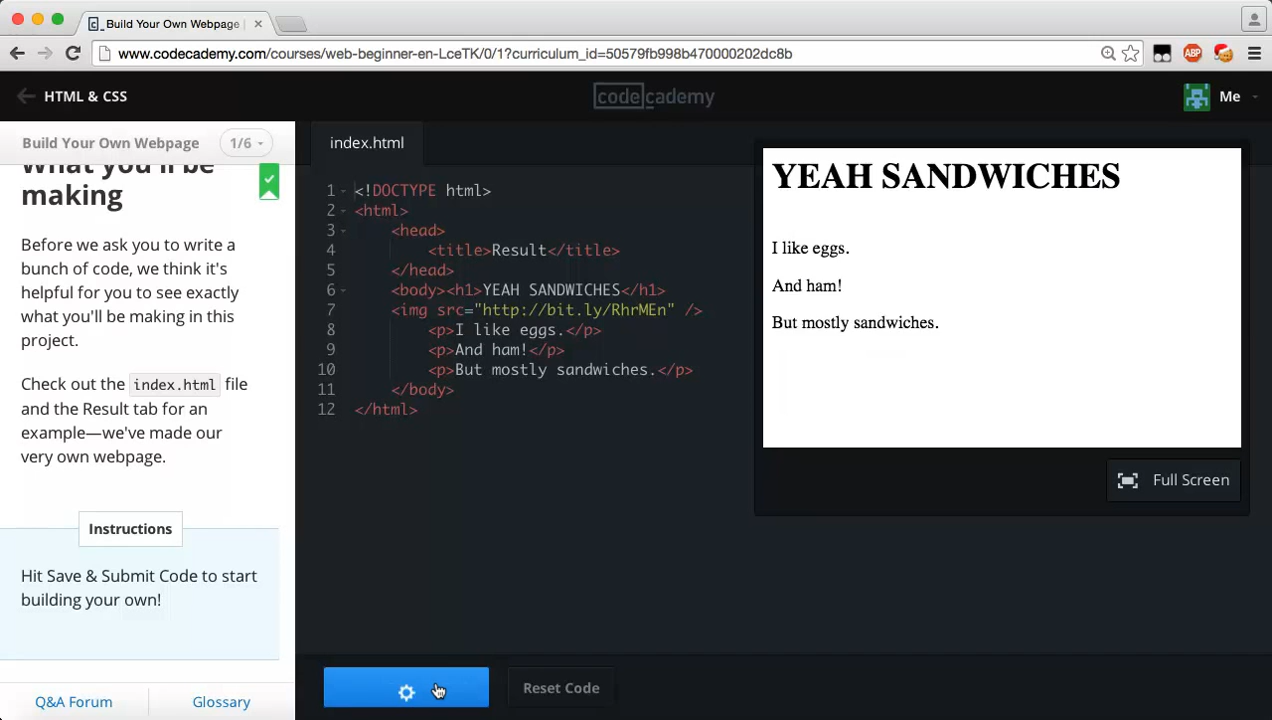 Build Your Own Webpage |
www.codecademy.com/courses/web-beginner-en-LceTK/0/1?curriculum_id=50579fb998b470000202dc8b
ABP
HTML & CSS
codecademy
Me
Build Your Own Webpage
1/6
What you'll be
making
Before we ask you to write a
bunch of code, we think it's
helpful for you to see exactly
what you'll be making in this
project.
Check out the index.html file
and the Result tab for an
example—we've made our
very own webpage.
Instructions
Hit Save & Submit Code to start
building your own!
Q&A Forum
Glossary
index.html
1 <!DOCTYPE html>
2 <html>
3 <head>
4 <title>Result</title>
5 </head>
6 <body><h1>YEAH SANDWICHES</h1>
7 <img src="http://bit.ly/RhrMEn" />
8 <p>I like eggs.</p>
9 <p>And ham!</p>
10 <p>But mostly sandwiches.</p>
11 </body>
12 </html>
Reset Code
YEAH SANDWICHES
I like eggs.
And ham!
But mostly sandwiches.
Full Screen